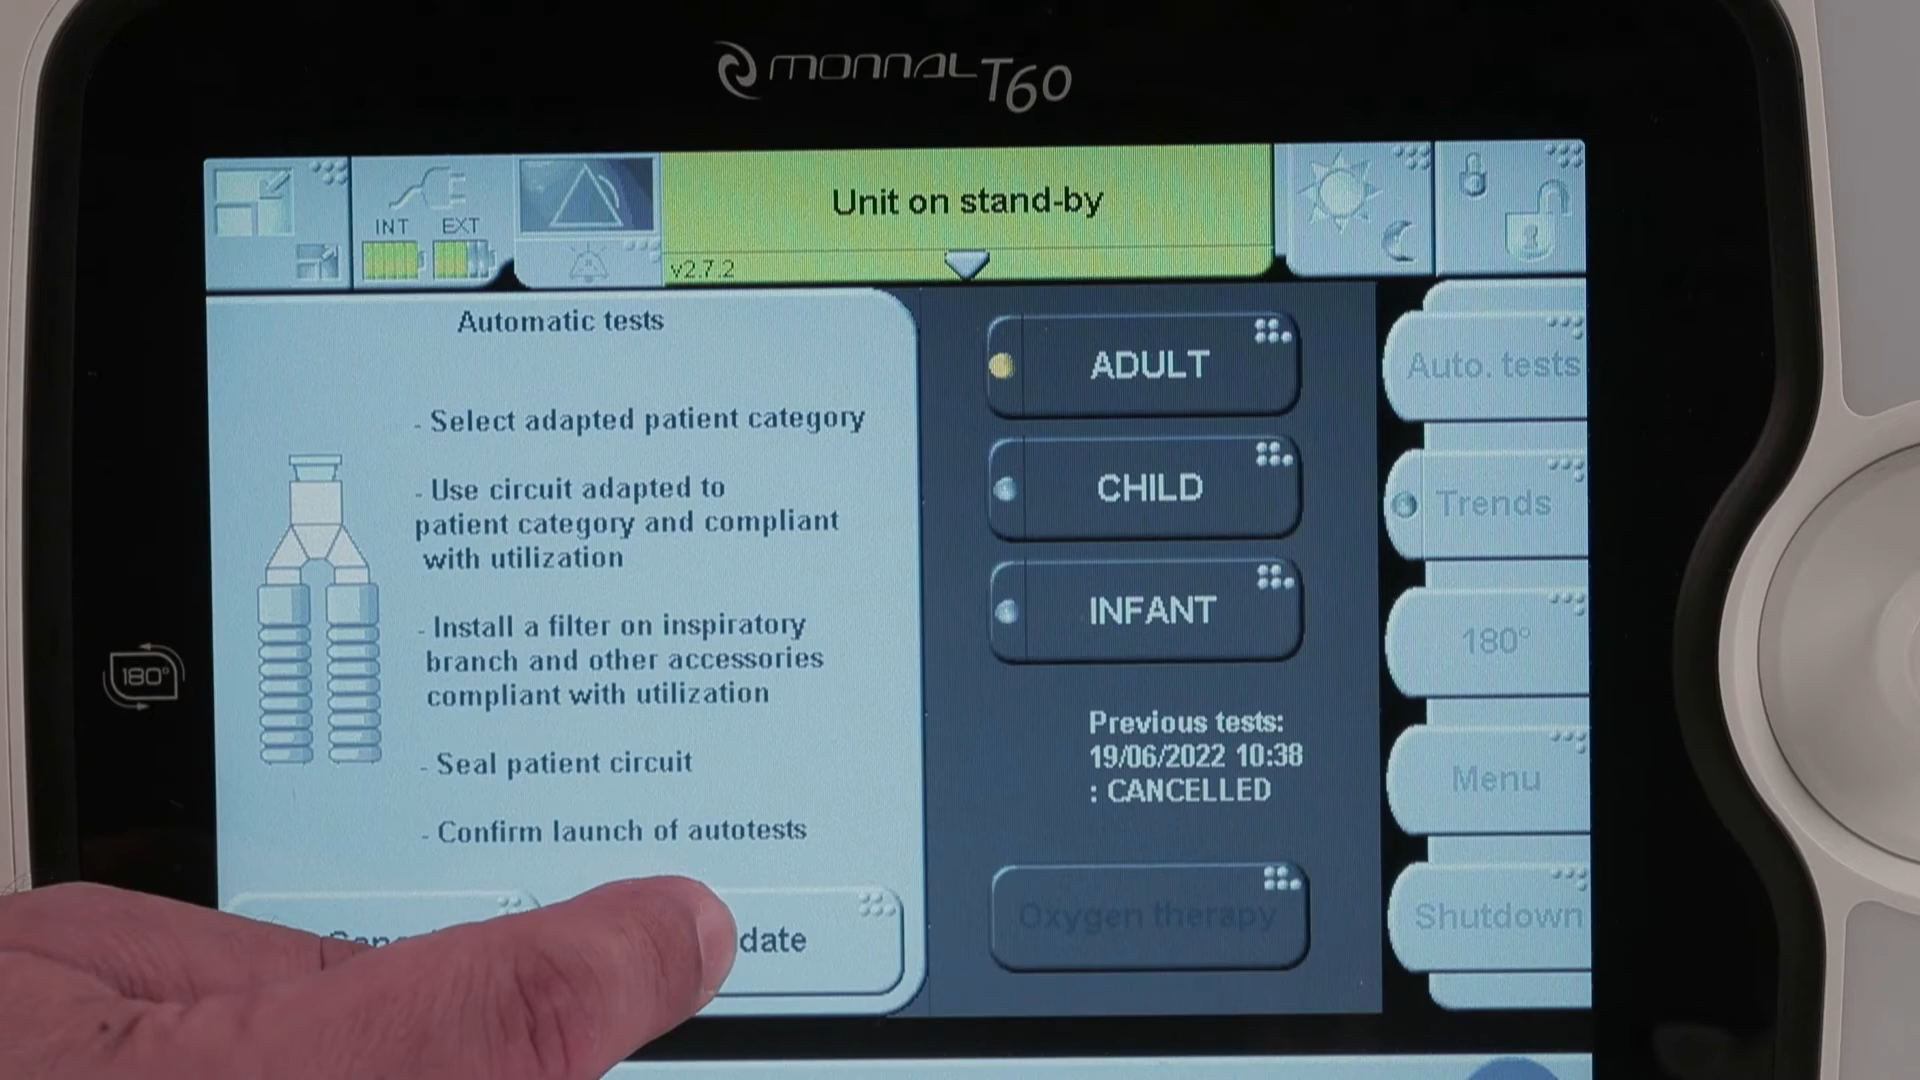 monnal T60
INT EXT
Unit on stand-by
v2.7.2
Automatic tests
- Select adapted patient category
- Use circuit adapted to
patient category and compliant
with utilization
- Install a filter on inspiratory
branch and other accessories
compliant with utilization
- Seal patient circuit
- Confirm launch of autotests
date
ADULT
CHILD
INFANT
Previous tests:
19/06/2022 10:38
: CANCELLED
Oxygen therapy
Auto. tests
Trends
180°
Menu
Shutdown
180°